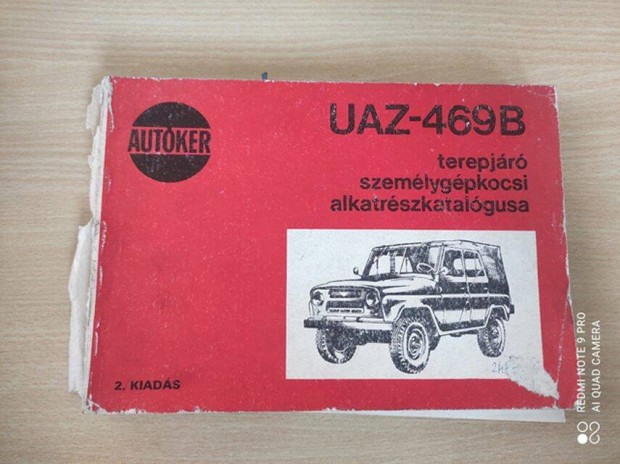 AUTÓKER
UAZ-469B
terepjáró
személygépkocsi
alkatrészkatalógusa
2. KIADÁS
REDMI NOTE 9 PRO
AI QUAD CAMERA